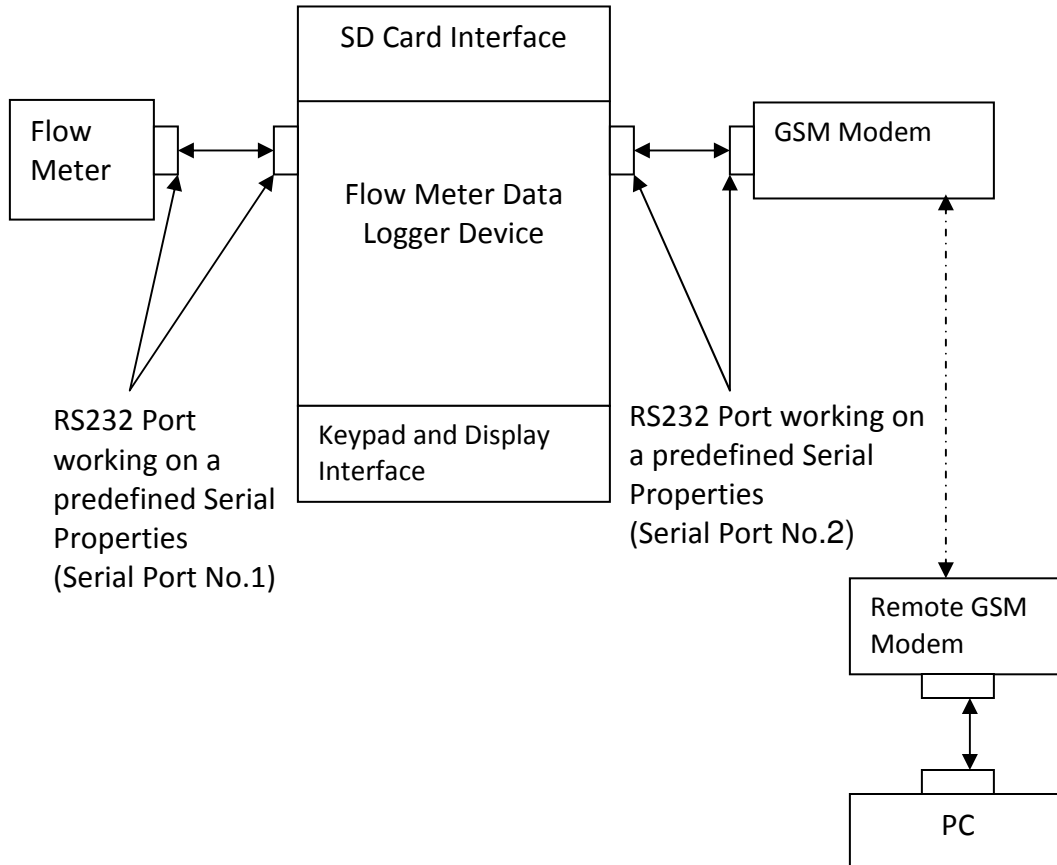 SD Card Interface
Flow
Meter
GSM Modem
Flow Meter Data
Logger Device
RS232 Port
working on a
predefined Serial
Properties
(Serial Port No.1)
Keypad and Display
Interface
RS232 Port working on
a predefined Serial
Properties
(Serial Port No.2)
Remote GSM
Modem
PC